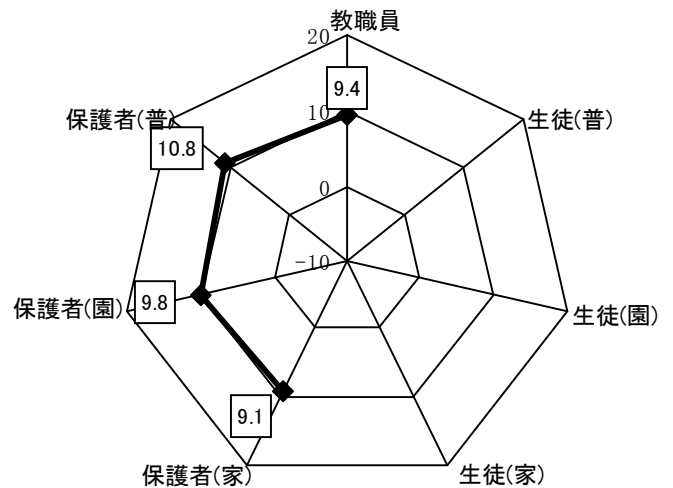 教職員
20
9.4
保護者(普)
10
生徒(普)
10.8
0
-10
保護者(園)
9.8
生徒(園)
9.1
保護者(家)
生徒(家)